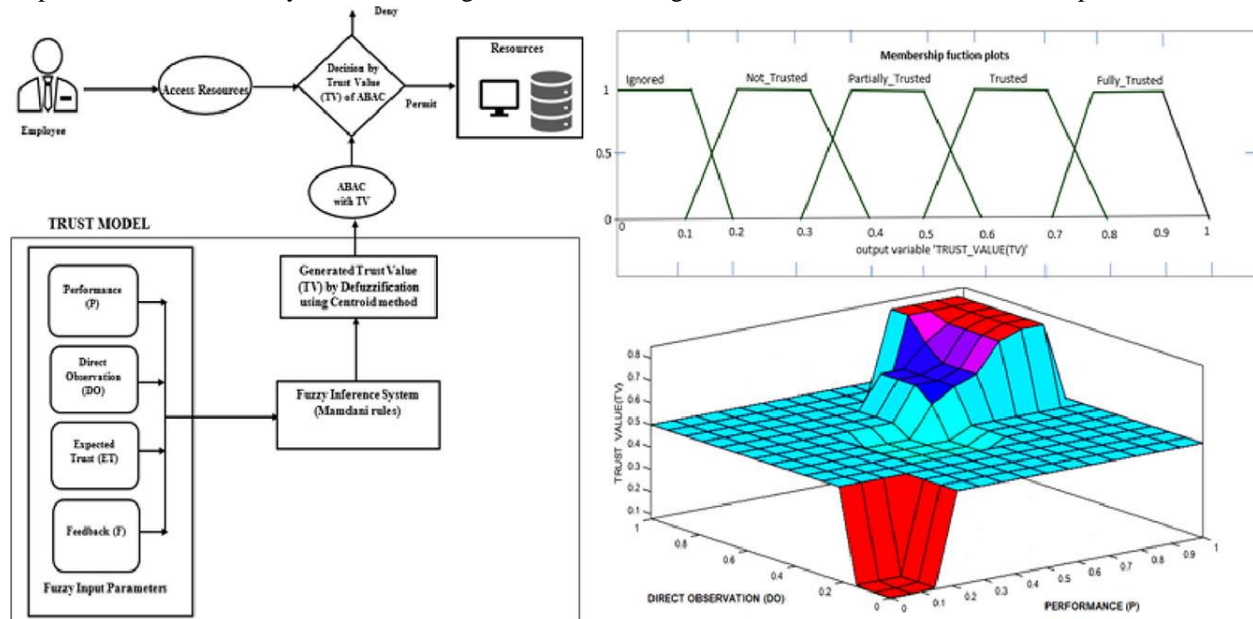 Deny
Employee
Access Resources
Decision by
Trust Value
(TV) of ABAC
Permit
Resources
ABAC
with TV
TRUST MODEL
Performance
(P)
Direct
Observation
(DO)
Expected
Trust (ET)
Feedback (F)
Fuzzy Input Parameters
Generated Trust Value
(TV) by Defuzzification
using Centroid method
Fuzzy Inference System
(Mamdani rules)
Membership fuction plots
Ignored Not_Trusted Partially_Trusted Trusted Fully_Trusted
1
0.5
0
0 0.1 0.2 0.3 0.4 0.5 0.6 0.7 0.8 0.9 1
output variable 'TRUST_VALUE(TV)'
TRUST_VALUE(TV)
0.8
0.7
0.6
0.5
0.4
0.3
0.2
0.1
1 0.8 0.6 0.4 0.2 0
DIRECT OBSERVATION (DO)
0 0.1 0.2 0.3 0.4 0.5 0.6 0.7 0.8 0.9 1
PERFORMANCE (P)